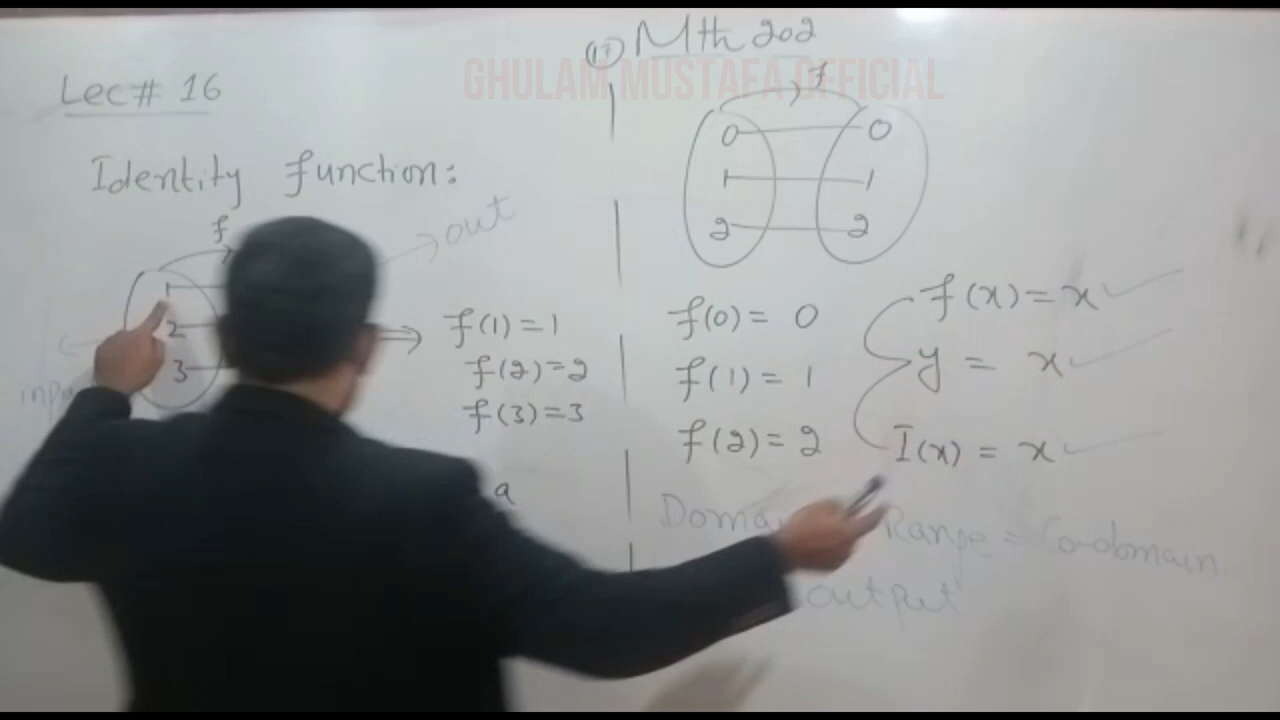 (17) Mth 202
GHULAM MUSTAFA OFFICIAL
Lec# 16
Identity function:
f
1
2
3
out
⇒ f(1)=1
f(2)=2
f(3)=3
a
f
0 0
1 1
2 2
f(0) = 0
f(1) = 1
f(2) = 2
f(x) = x
y = x
I(x) = x
Range = Co-domain
output